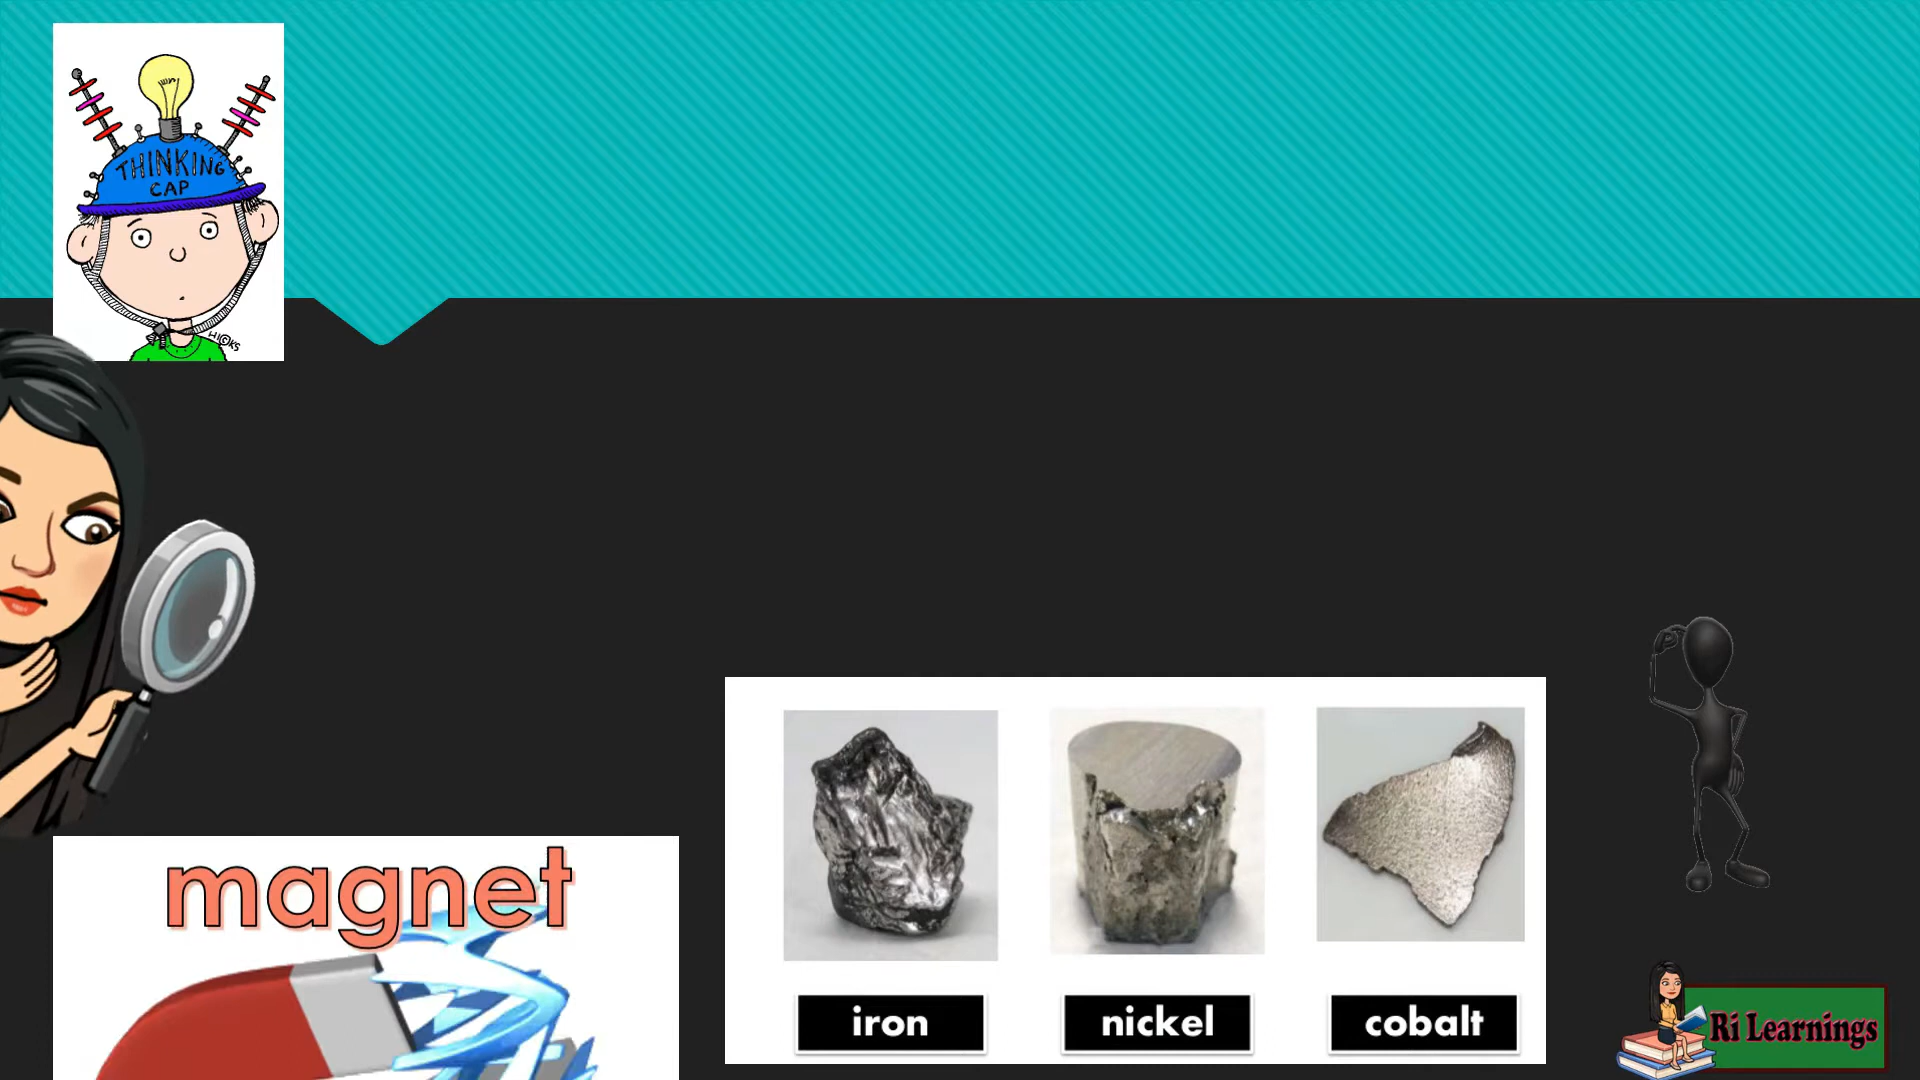 THINKING
CAP
HICKS
magnet
iron
nickel
cobalt
Ri Learnings